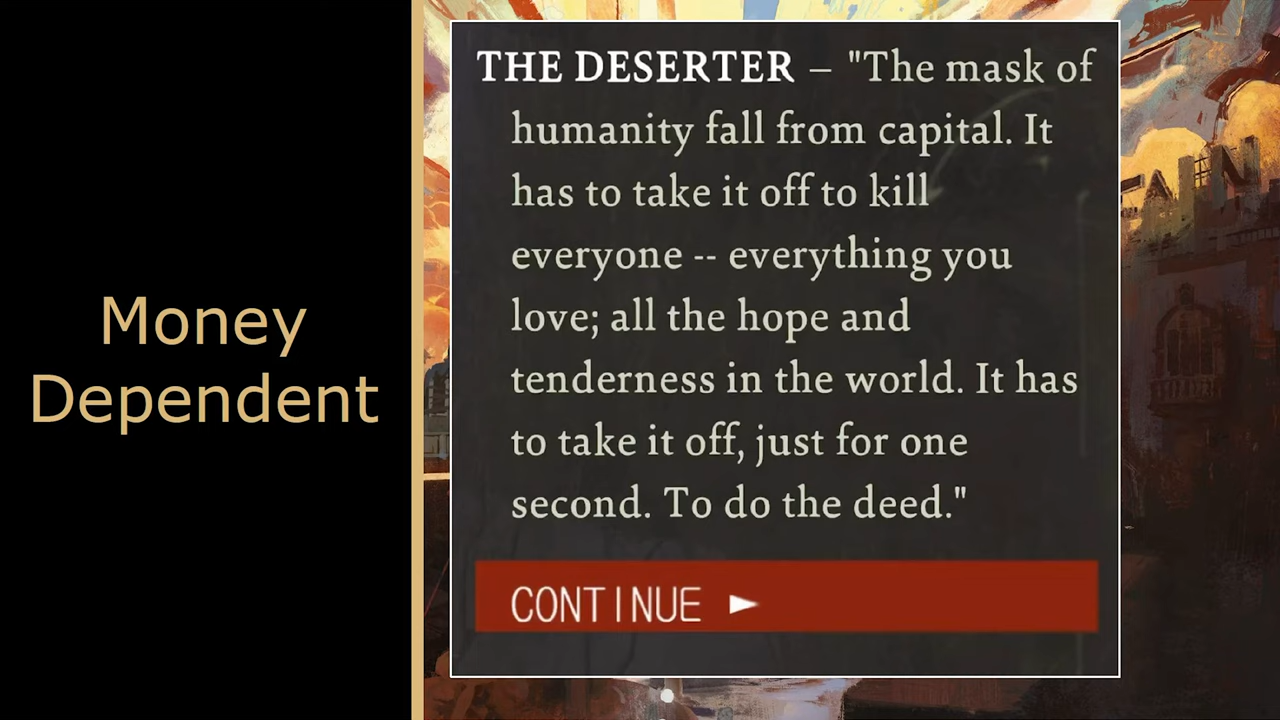 Money
Dependent
THE DESERTER – "The mask of
humanity fall from capital. It
has to take it off to kill
everyone -- everything you
love; all the hope and
tenderness in the world. It has
to take it off, just for one
second. To do the deed."
CONTINUE ►